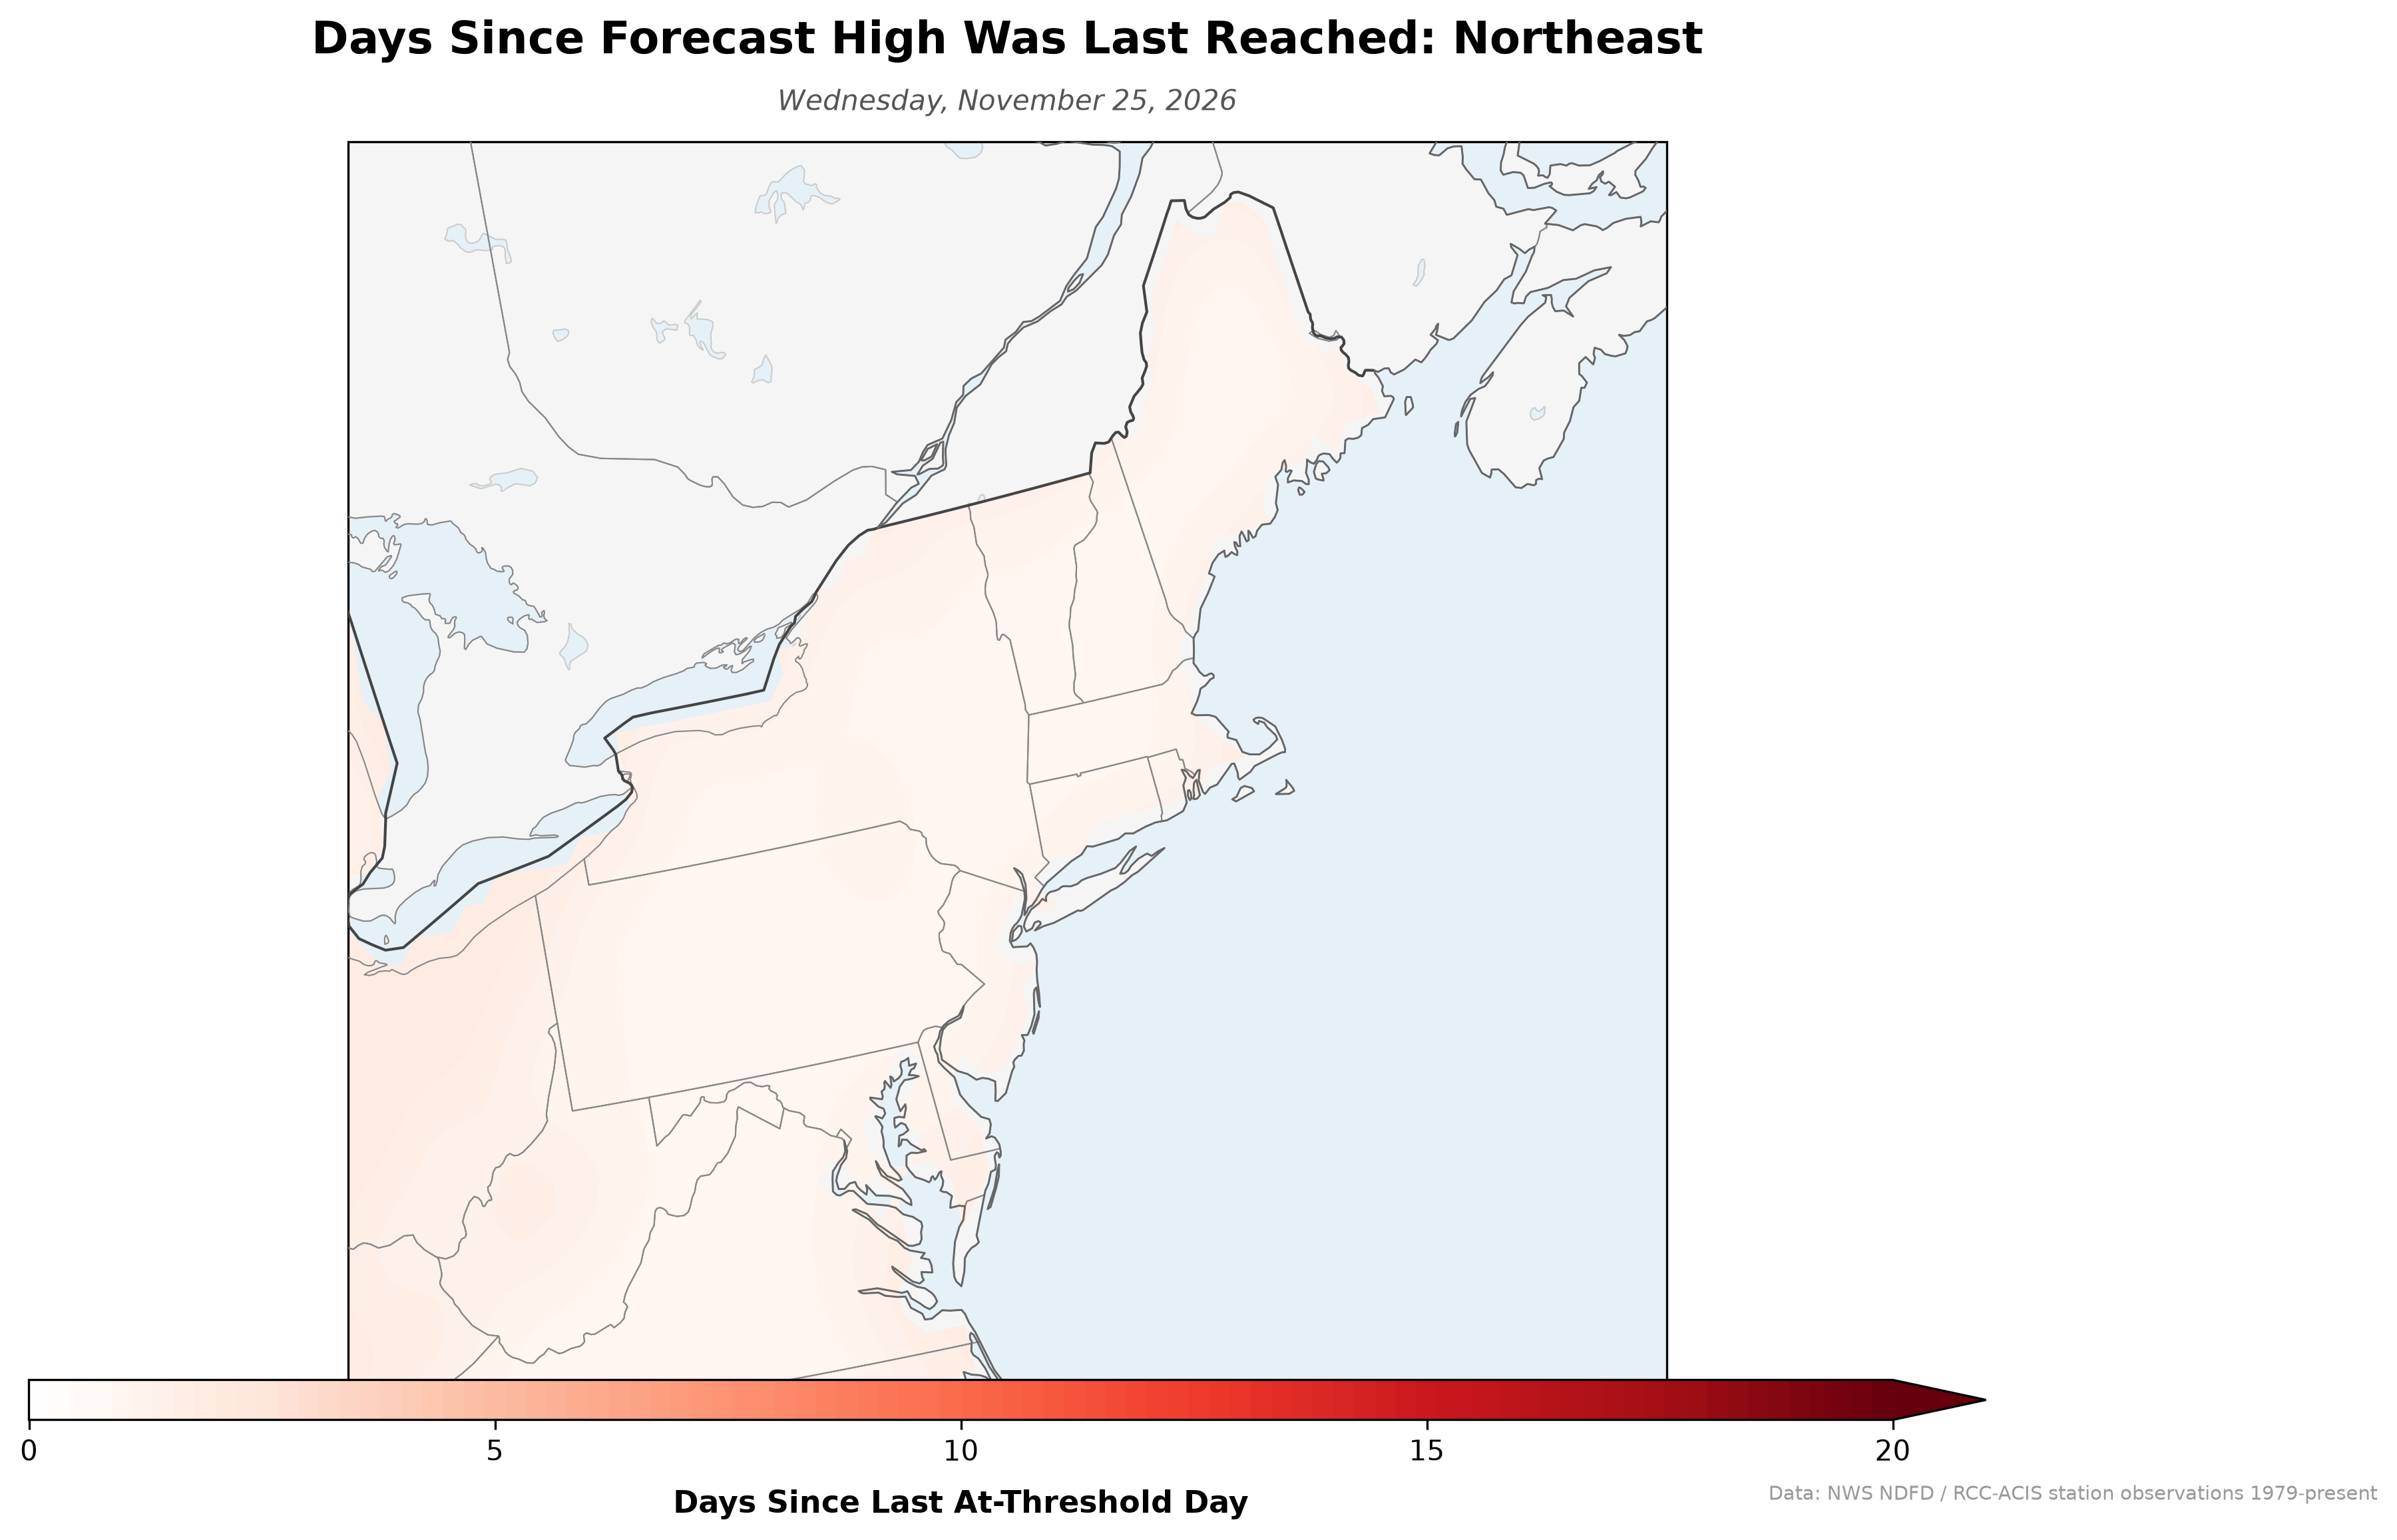 Days Since Forecast High Was Last Reached: Northeast
Wednesday, November 25, 2026
0 5 10 15 20
Days Since Last At-Threshold Day
Data: NWS NDFD / RCC-ACIS station observations 1979-present